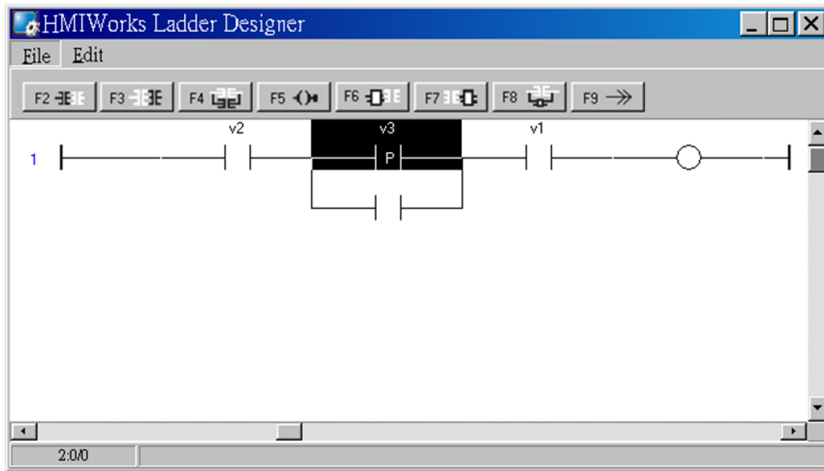 HMIWorks Ladder Designer
File Edit
F2 F3 F4 F5 F6 F7 F8 F9
v2 v3 v1
1 P
2:0/0